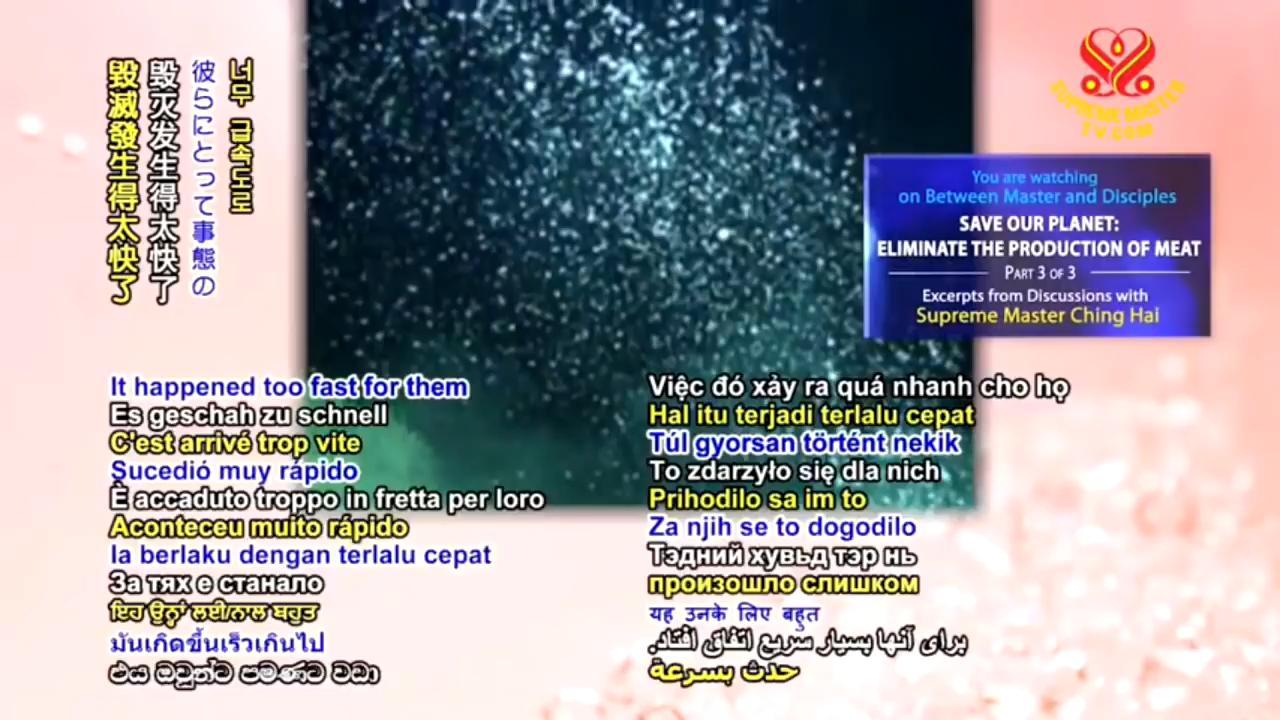 毀滅發生得太快了
毁灭发生得太快了
彼らにとって事態の
너무 급속도로
SUPREME MASTER
TV.COM
You are watching
on Between Master and Disciples
SAVE OUR PLANET:
ELIMINATE THE PRODUCTION OF MEAT
PART 3 OF 3
Excerpts from Discussions with
Supreme Master Ching Hai
It happened too fast for them
Es geschah zu schnell
C'est arrivé trop vite
Sucedió muy rápido
È accaduto troppo in fretta per loro
Aconteceu muito rápido
Ia berlaku dengan terlalu cepat
За тях е станало
ਇਹ ਉਨ੍ਹਾਂ ਲਈ/ਨਾਲ ਬਹੁਤ
มันเกิดขึ้นเร็วเกินไป
එය ඔවුන්ට පමණට වඩා
Việc đó xảy ra quá nhanh cho họ
Hal itu terjadi terlalu cepat
Túl gyorsan történt nekik
To zdarzyło się dla nich
Prihodilo sa im to
Za njih se to dogodilo
Тэдний хувьд тэр нь
произошло слишком
यह उनके लिए बहुत
برای آنها بسیار سریع اتفاق افتاد.
حدث بسرعة